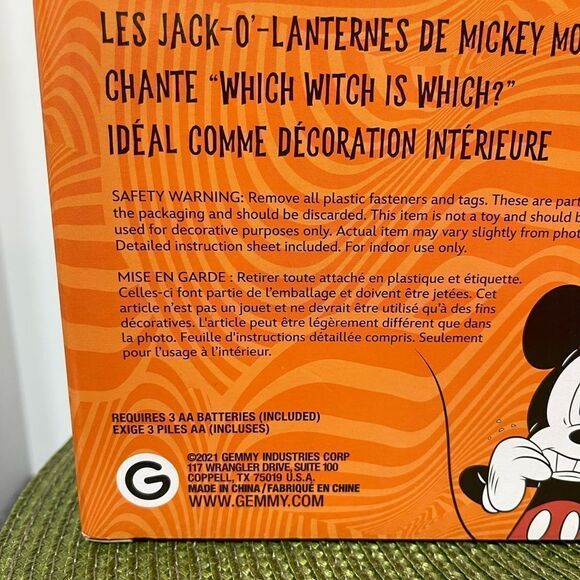 LES JACK-O'-LANTERNES DE MICKEY
CHANTE "WHICH WITCH IS WHICH?"
IDÉAL COMME DÉCORATION INTÉRIEURE
SAFETY WARNING: Remove all plastic fasteners and tags. These are part
the packaging and should be discarded. This item is not a toy and should
used for decorative purposes only. Actual item may vary slightly from
Detailed instruction sheet included. For indoor use only.
MISE EN GARDE : Retirer toute attaché en plastique et étiquette.
Celles-ci font partie de l'emballage et doivent être jetées. Cet
article n'est pas un jouet et ne devrait être utilisé qu'à des fins
décoratives. L'article peut être légèrement différent que dans
la photo. Feuille d'instructions détaillée compris. Seulement
pour l'usage à l'intérieur.
REQUIRES 3 AA BATTERIES (INCLUDED)
EXIGE 3 PILES AA (INCLUSES)
G
©2021 GEMMY INDUSTRIES CORP
117 WRANGLER DRIVE, SUITE 100
COPPELL, TX 75019 U.S.A.
MADE IN CHINA/FABRIQUÉ EN CHINE
WWW.GEMMY.COM